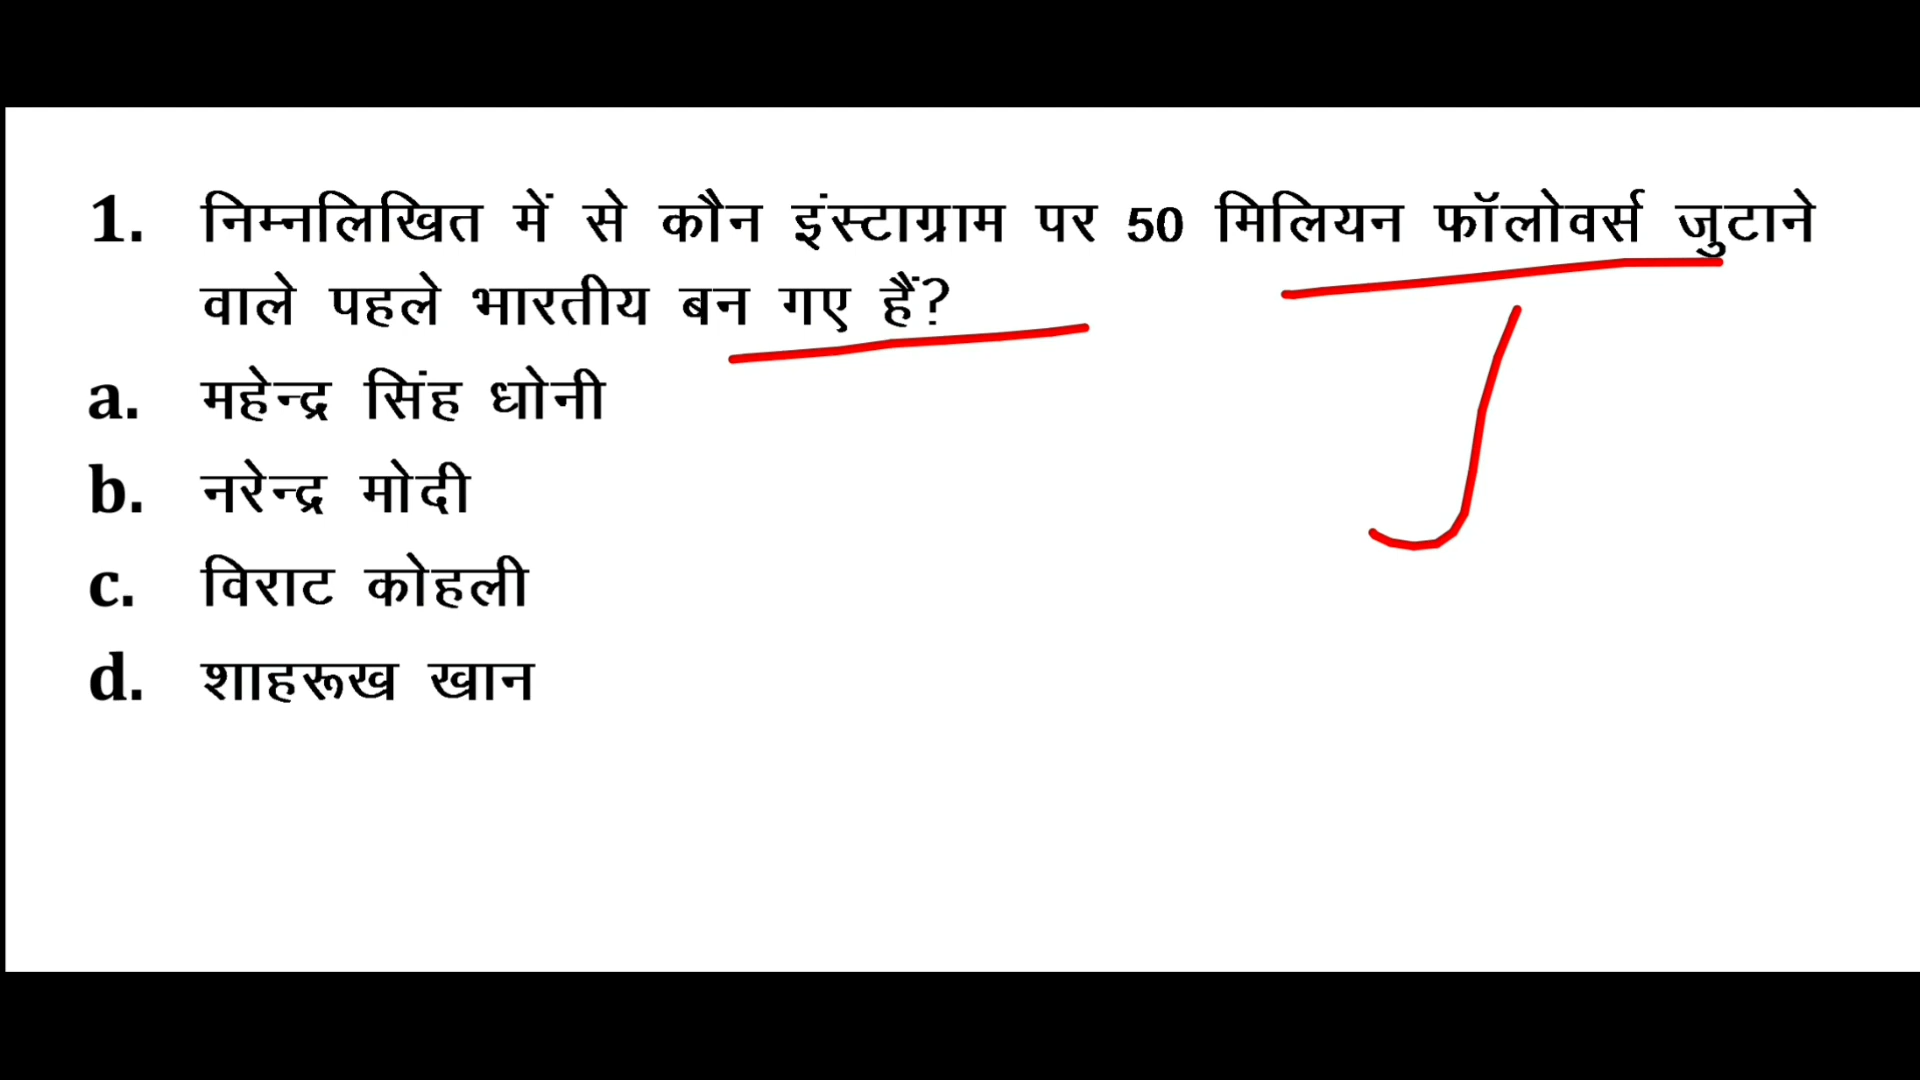 1. निम्नलिखित में से कौन इंस्टाग्राम पर 50 मिलियन फॉलोवर्स जुटाने
वाले पहले भारतीय बन गए हैं?
a. महेन्द्र सिंह धोनी
b. नरेन्द्र मोदी
c. विराट कोहली
d. शाहरूख खान